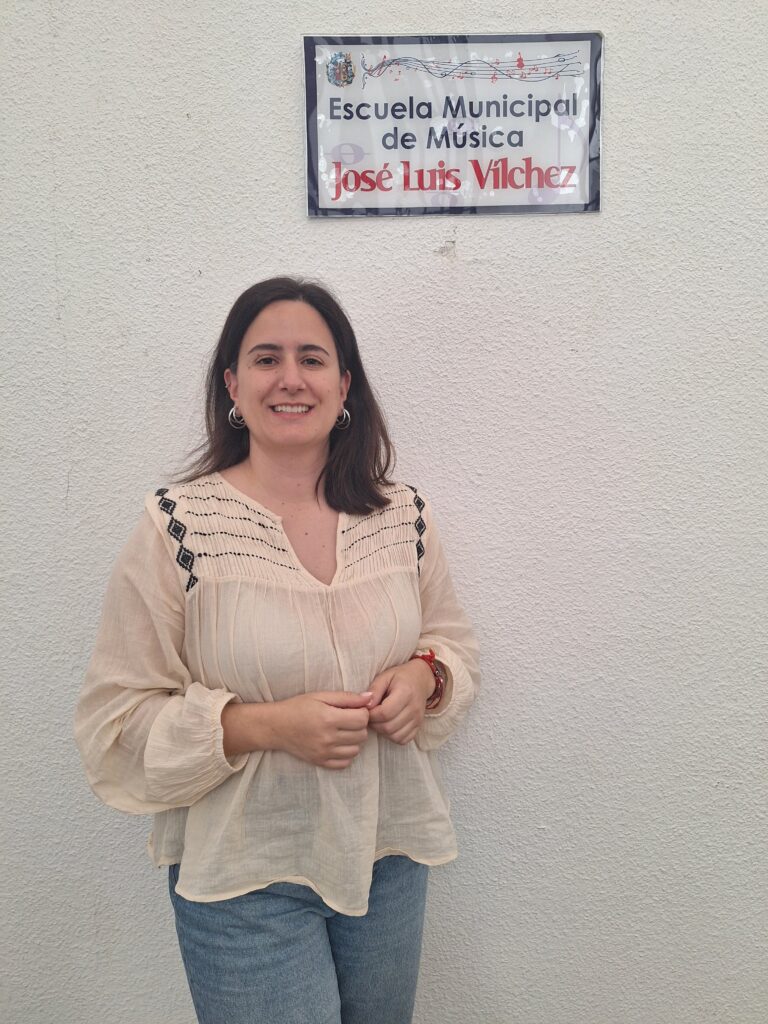 Escuela Municipal
de Música
José Luis Vílchez